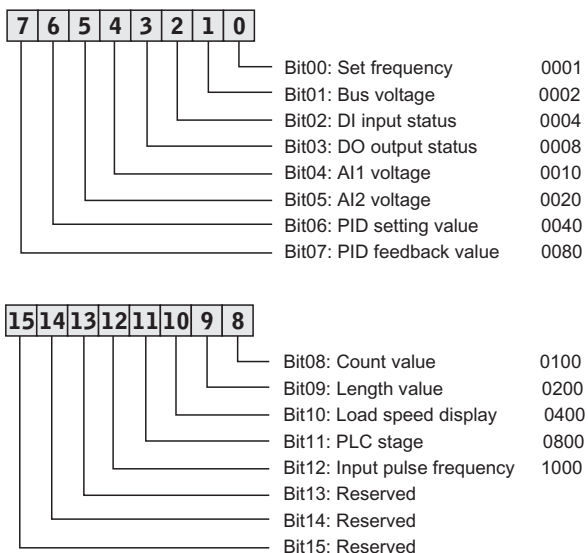 7 6 5 4 3 2 1 0
Bit00: Set frequency 0001
Bit01: Bus voltage 0002
Bit02: DI input status 0004
Bit03: DO output status 0008
Bit04: AI1 voltage 0010
Bit05: AI2 voltage 0020
Bit06: PID setting value 0040
Bit07: PID feedback value 0080
15 14 13 12 11 10 9 8
Bit08: Count value 0100
Bit09: Length value 0200
Bit10: Load speed display 0400
Bit11: PLC stage 0800
Bit12: Input pulse frequency 1000
Bit13: Reserved
Bit14: Reserved
Bit15: Reserved